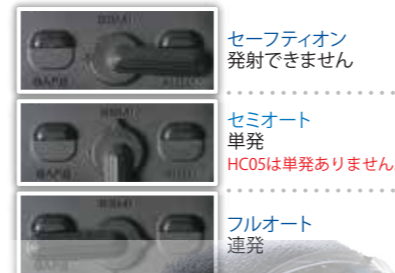 セーフティオン
発射できません
セミオート
単発
HC05は単発ありません
フルオート
連発